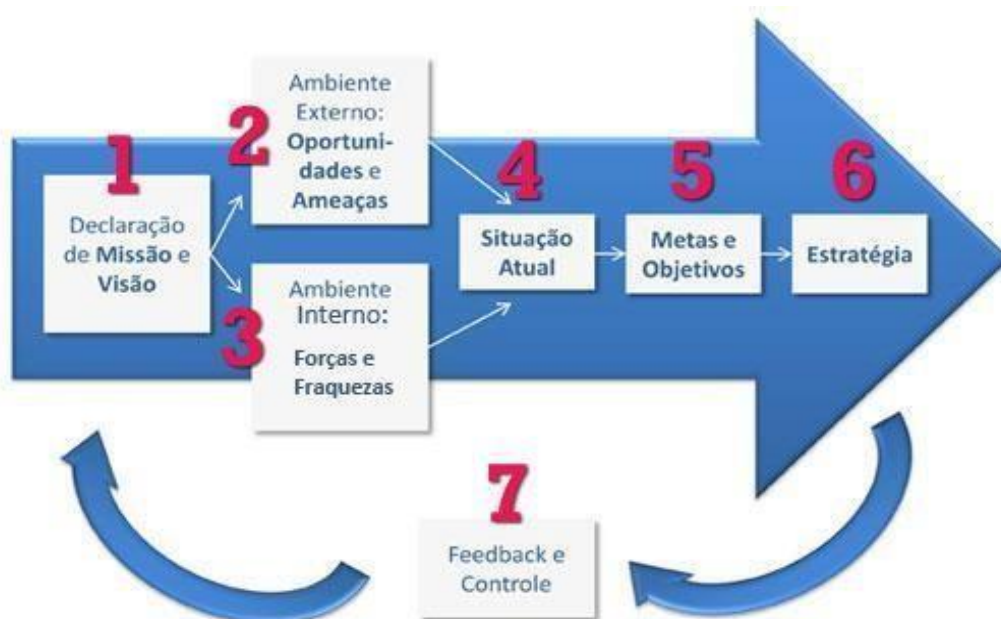 1
Declaração
de Missão e
Visão
2
Ambiente
Externo:
Oportuni-
dades e
Ameaças
3
Ambiente
Interno:
Forças e
Fraquezas
4
Situação
Atual
5
Metas e
Objetivos
6
Estratégia
7
Feedback e
Controle